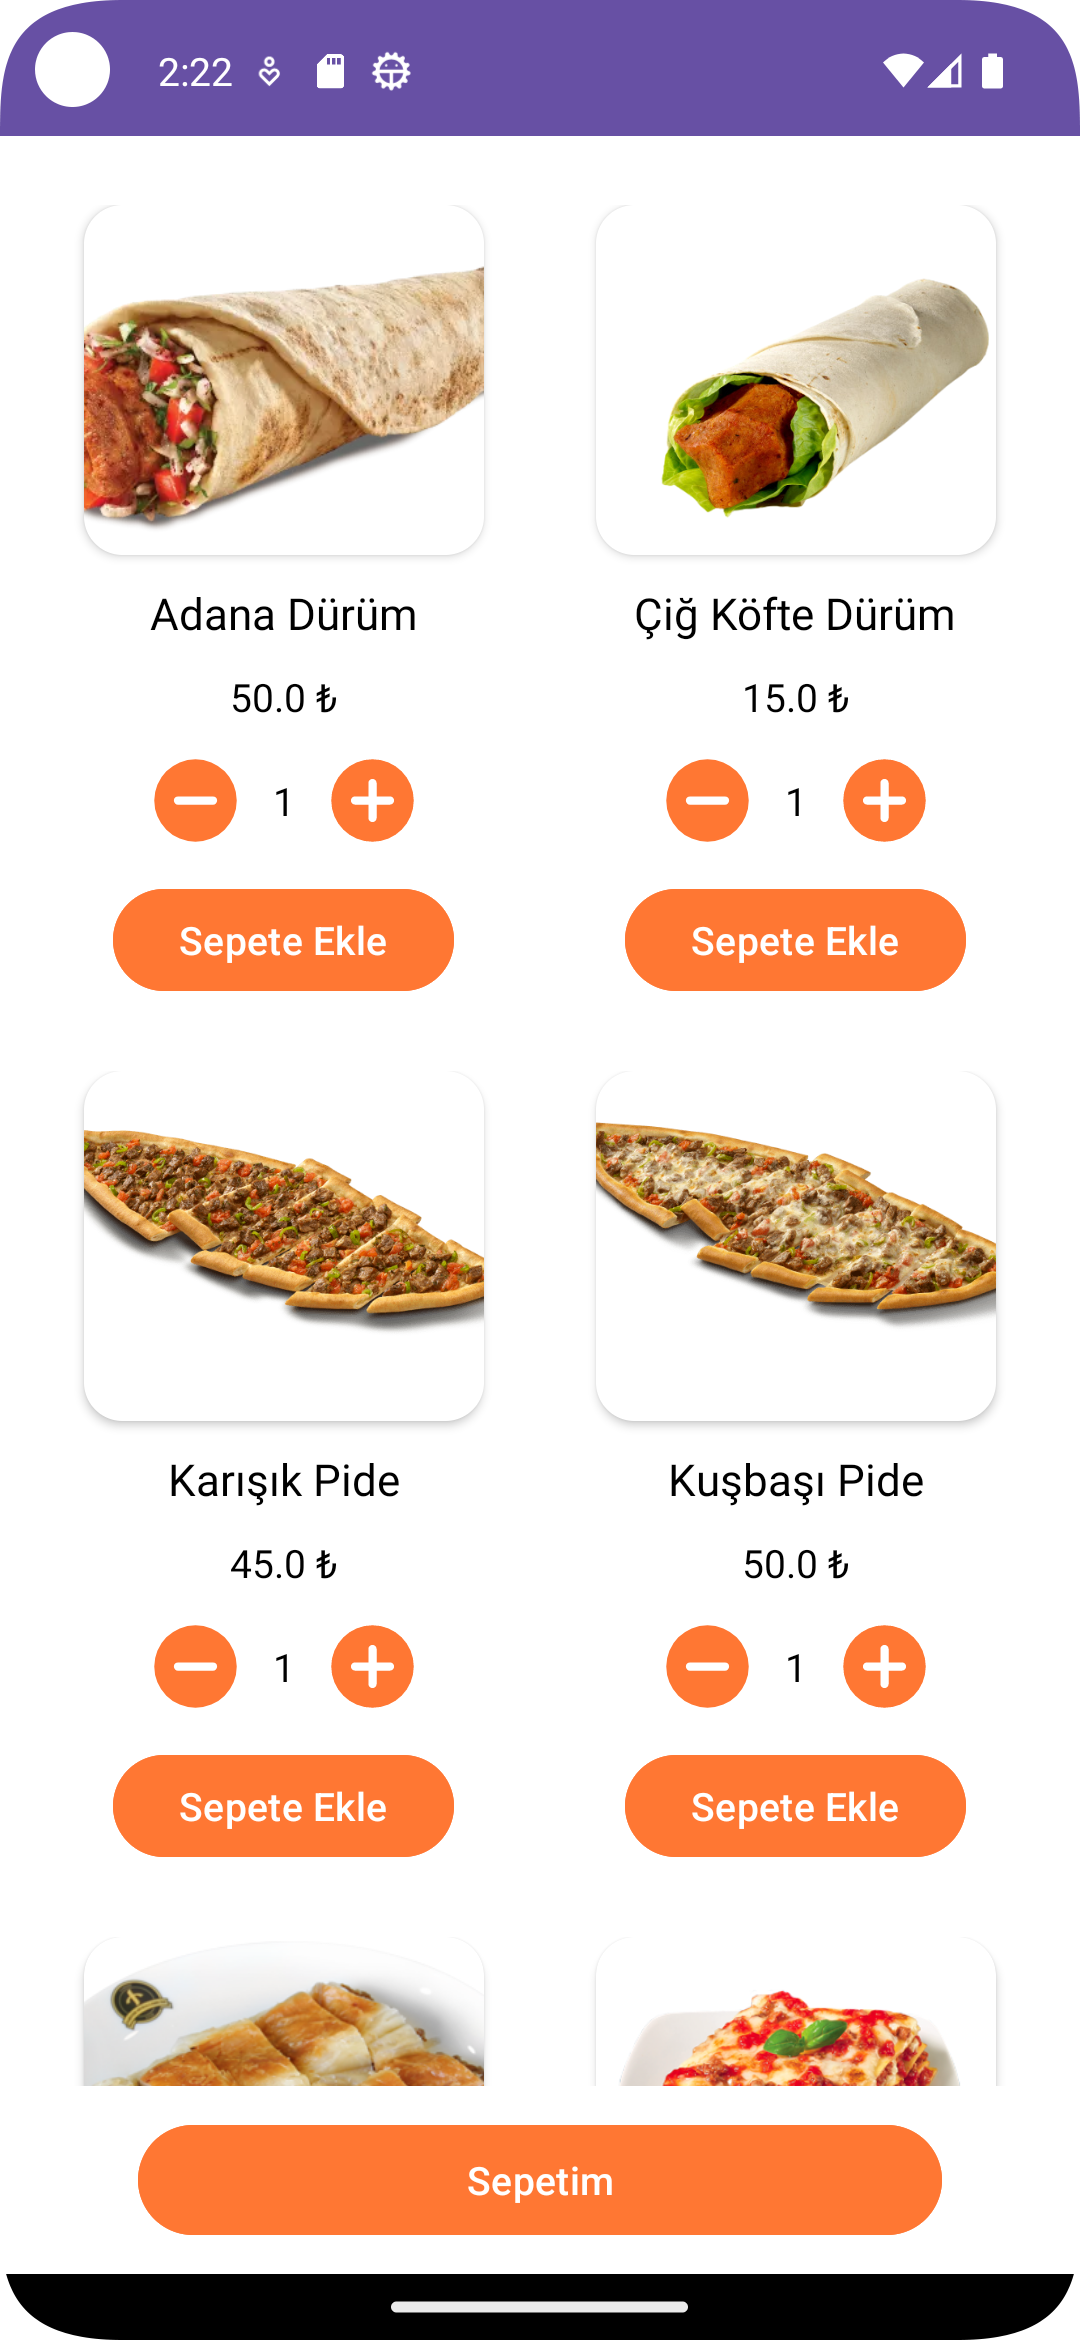 2:22
Adana Dürüm
50.0 ₺
1
Sepete Ekle
Çiğ Köfte Dürüm
15.0 ₺
1
Sepete Ekle
Karışık Pide
45.0 ₺
1
Sepete Ekle
Kuşbaşı Pide
50.0 ₺
1
Sepete Ekle
Sepetim